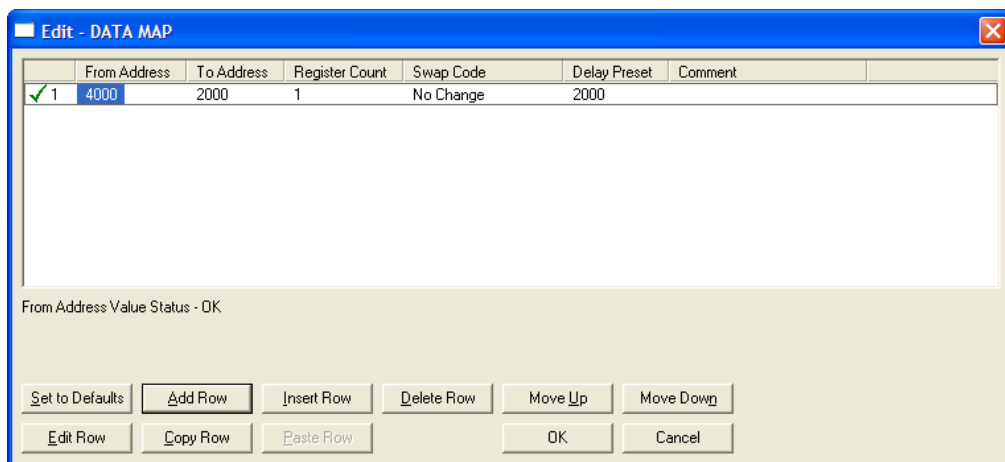 Edit - DATA MAP
From Address To Address Register Count Swap Code Delay Preset Comment
1 4000 2000 1 No Change 2000
From Address Value Status - OK
Set to Defaults Add Row Insert Row Delete Row Move Up Move Down
Edit Row Copy Row Paste Row OK Cancel